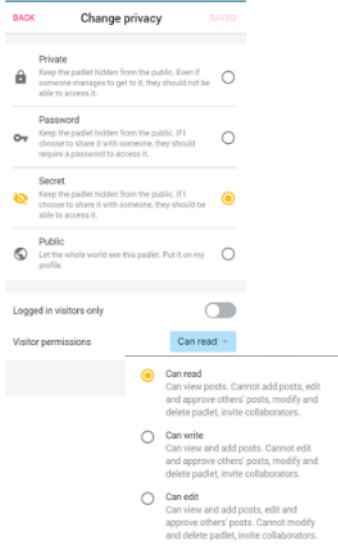 BACK Change privacy SAVED
Private
Keep the padlet hidden from the public. Even if
someone manages to get to it, they should not be
able to access it.
Password
Keep the padlet hidden from the public. If I
choose to share it with someone, they should
require a password to access it.
Secret
Keep the padlet hidden from the public. If I
choose to share it with someone, they should be
able to access it.
Public
Let the whole world see this padlet. Put it on my
profile.
Logged in visitors only
Visitor permissions Can read
Can read
Can view posts. Cannot add posts, edit
and approve others' posts, modify and
delete padlet, invite collaborators.
Can write
Can view and add posts. Cannot edit
and approve others' posts, modify and
delete padlet, invite collaborators.
Can edit
Can view and add posts, edit and
approve others' posts. Cannot modify
and delete padlet, invite collaborators.